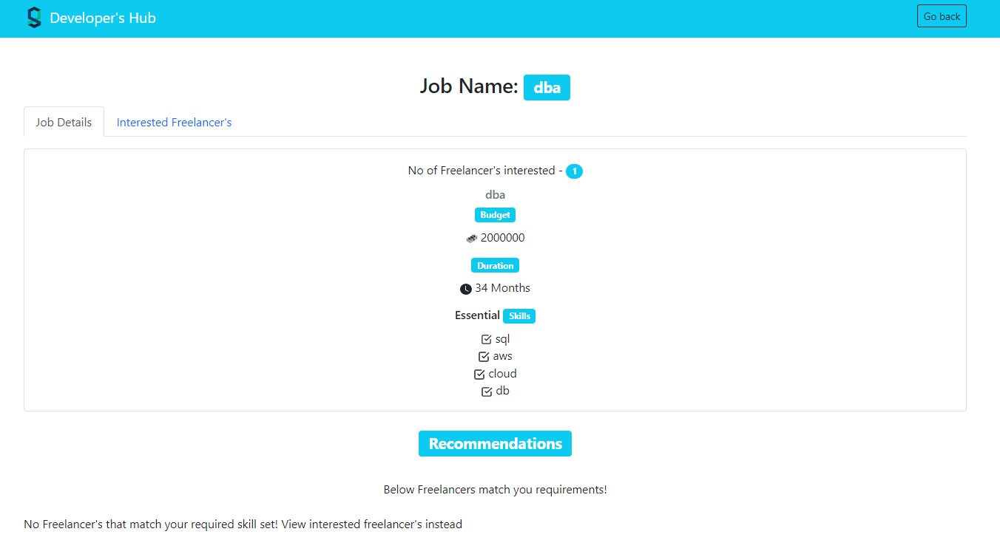 Developer's Hub
Go back
Job Name: dba
Job Details
Interested Freelancer's
No of Freelancer's interested - 1
dba
Budget
2000000
Duration
34 Months
Essential Skills
sql
aws
cloud
db
Recommendations
Below Freelancers match you requirements!
No Freelancer's that match your required skill set! View interested freelancer's instead